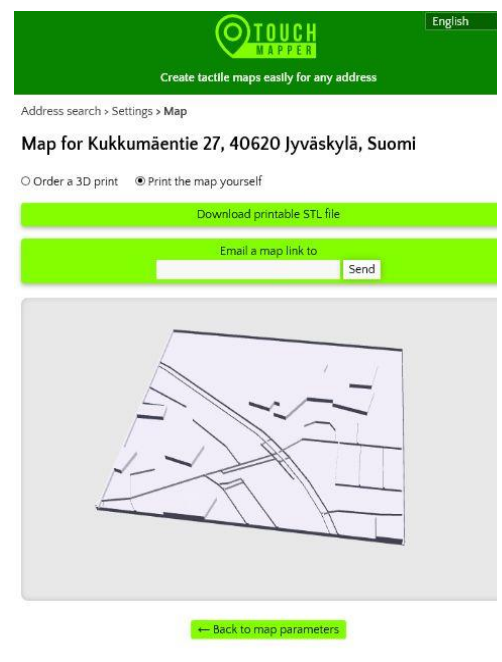 English
TOUCH
MAPPER
Create tactile maps easily for any address
Address search › Settings › Map
Map for Kukkumäentie 27, 40620 Jyväskylä, Suomi
Order a 3D print Print the map yourself
Download printable STL file
Email a map link to
Send
← Back to map parameters